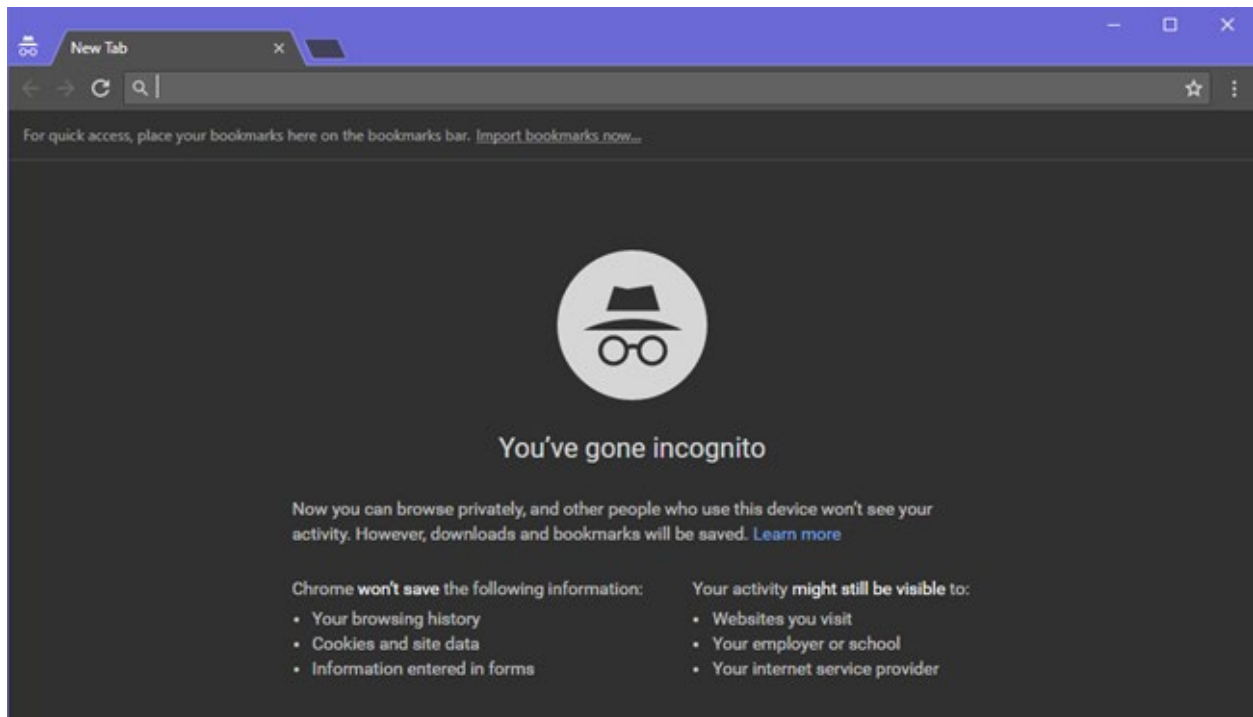 New Tab
For quick access, place your bookmarks here on the bookmarks bar. Import bookmarks now...
You've gone incognito
Now you can browse privately, and other people who use this device won't see your
activity. However, downloads and bookmarks will be saved. Learn more
Chrome won't save the following information:
• Your browsing history
• Cookies and site data
• Information entered in forms
Your activity might still be visible to:
• Websites you visit
• Your employer or school
• Your internet service provider